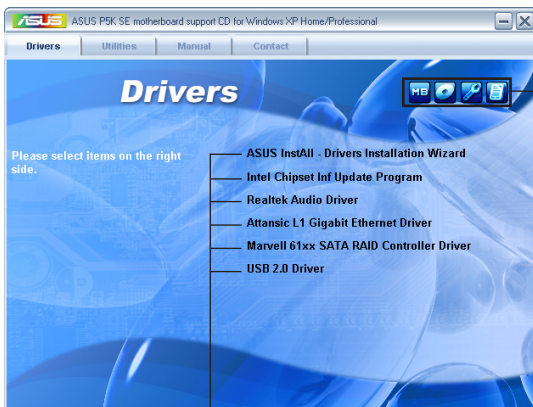 ASUS ASUS P5K SE motherboard support CD for Windows XP Home/Professional
Drivers Utilities Manual Contact
Drivers
MB
Please select items on the right
side.
ASUS InstAll - Drivers Installation Wizard
Intel Chipset Inf Update Program
Realtek Audio Driver
Attansic L1 Gigabit Ethernet Driver
Marvell 61xx SATA RAID Controller Driver
USB 2.0 Driver